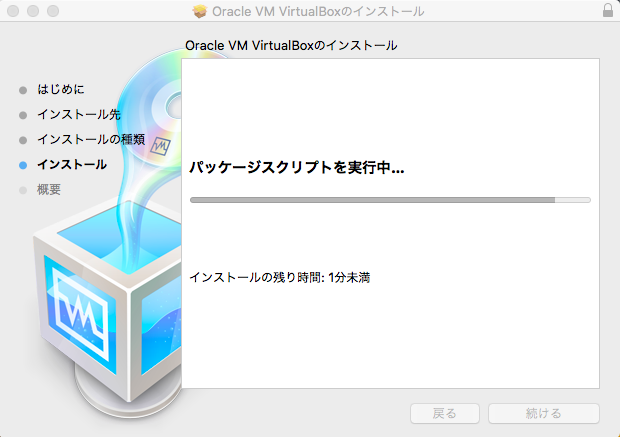 Oracle VM VirtualBoxのインストール
Oracle VM VirtualBoxのインストール
はじめに
インストール先
インストールの種類
インストール
概要
パッケージスクリプトを実行中...
インストールの残り時間: 1分未満
戻る
続ける